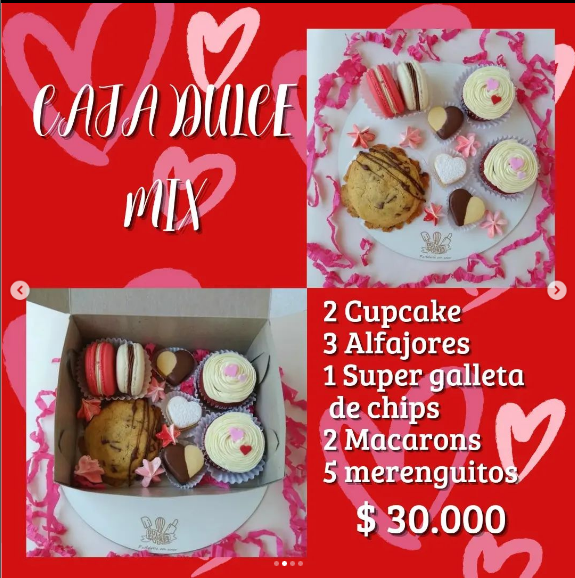 CAJA DULCE
MIX
2 Cupcake
3 Alfajores
1 Super galleta
de chips
2 Macarons
5 merenguitos
$ 30.000